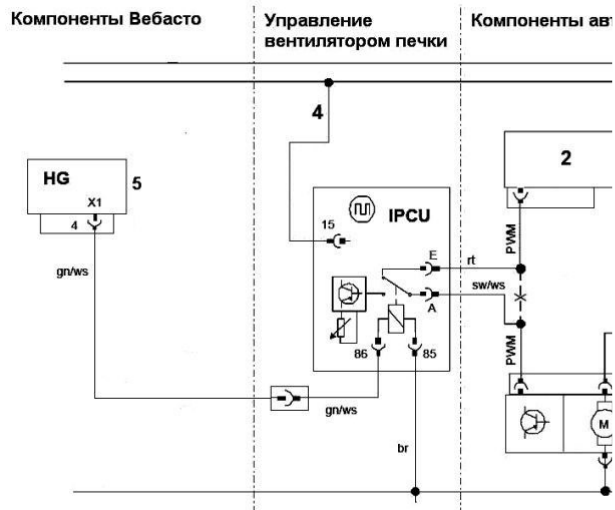 Компоненты Вебасто
Управление
вентилятором печки
Компоненты авт
4
HG
5
X1
4
gn/ws
15
IPCU
E
A
86
85
rt
sw/ws
2
PWM
PWM
M
gn/ws
br